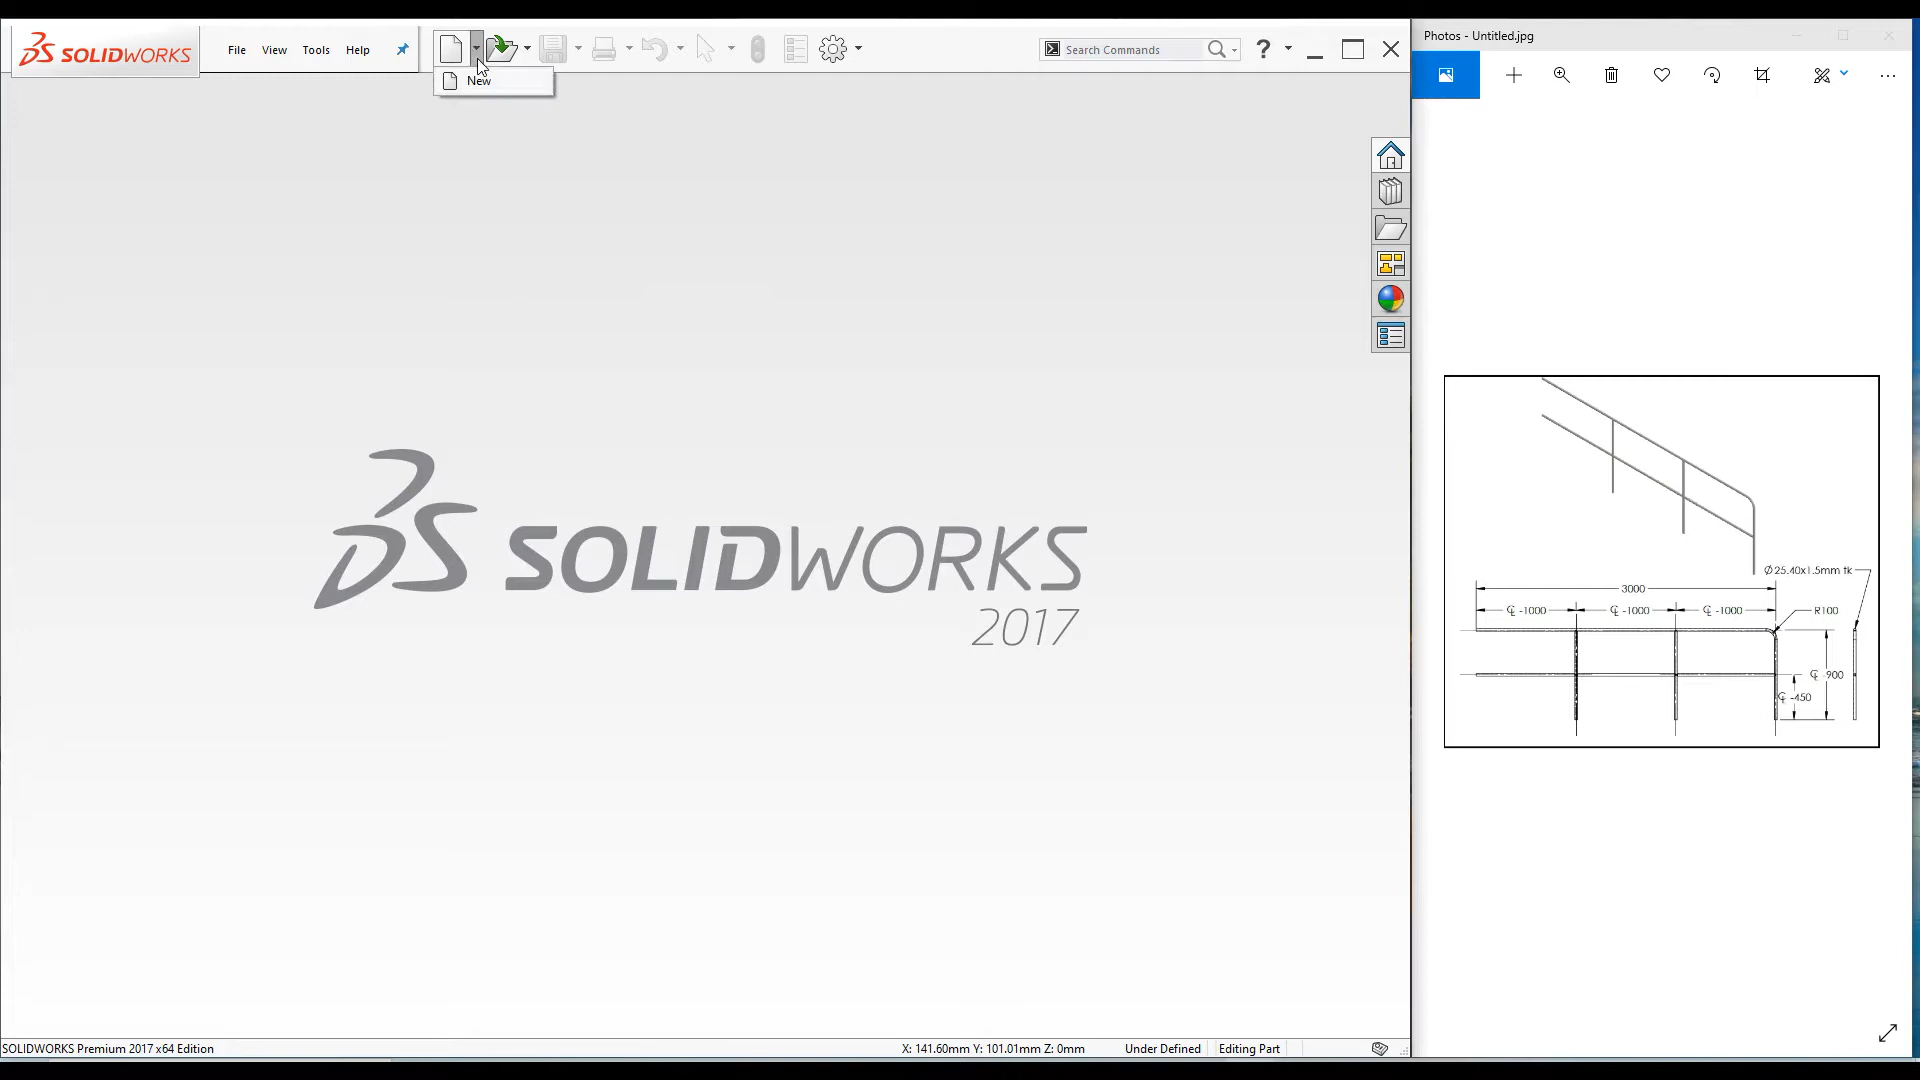 SOLIDWORKS
File View Tools Help
Search Commands
?
New
Photos - Untitled.jpg
SOLIDWORKS
2017
Ø25.40x1.5mm tk
3000
℄ -1000 ℄ -1000 ℄ -1000 R100
℄ -900
℄ -450
SOLIDWORKS Premium 2017 x64 Edition
X: 141.60mm Y: 101.01mm Z: 0mm Under Defined Editing Part